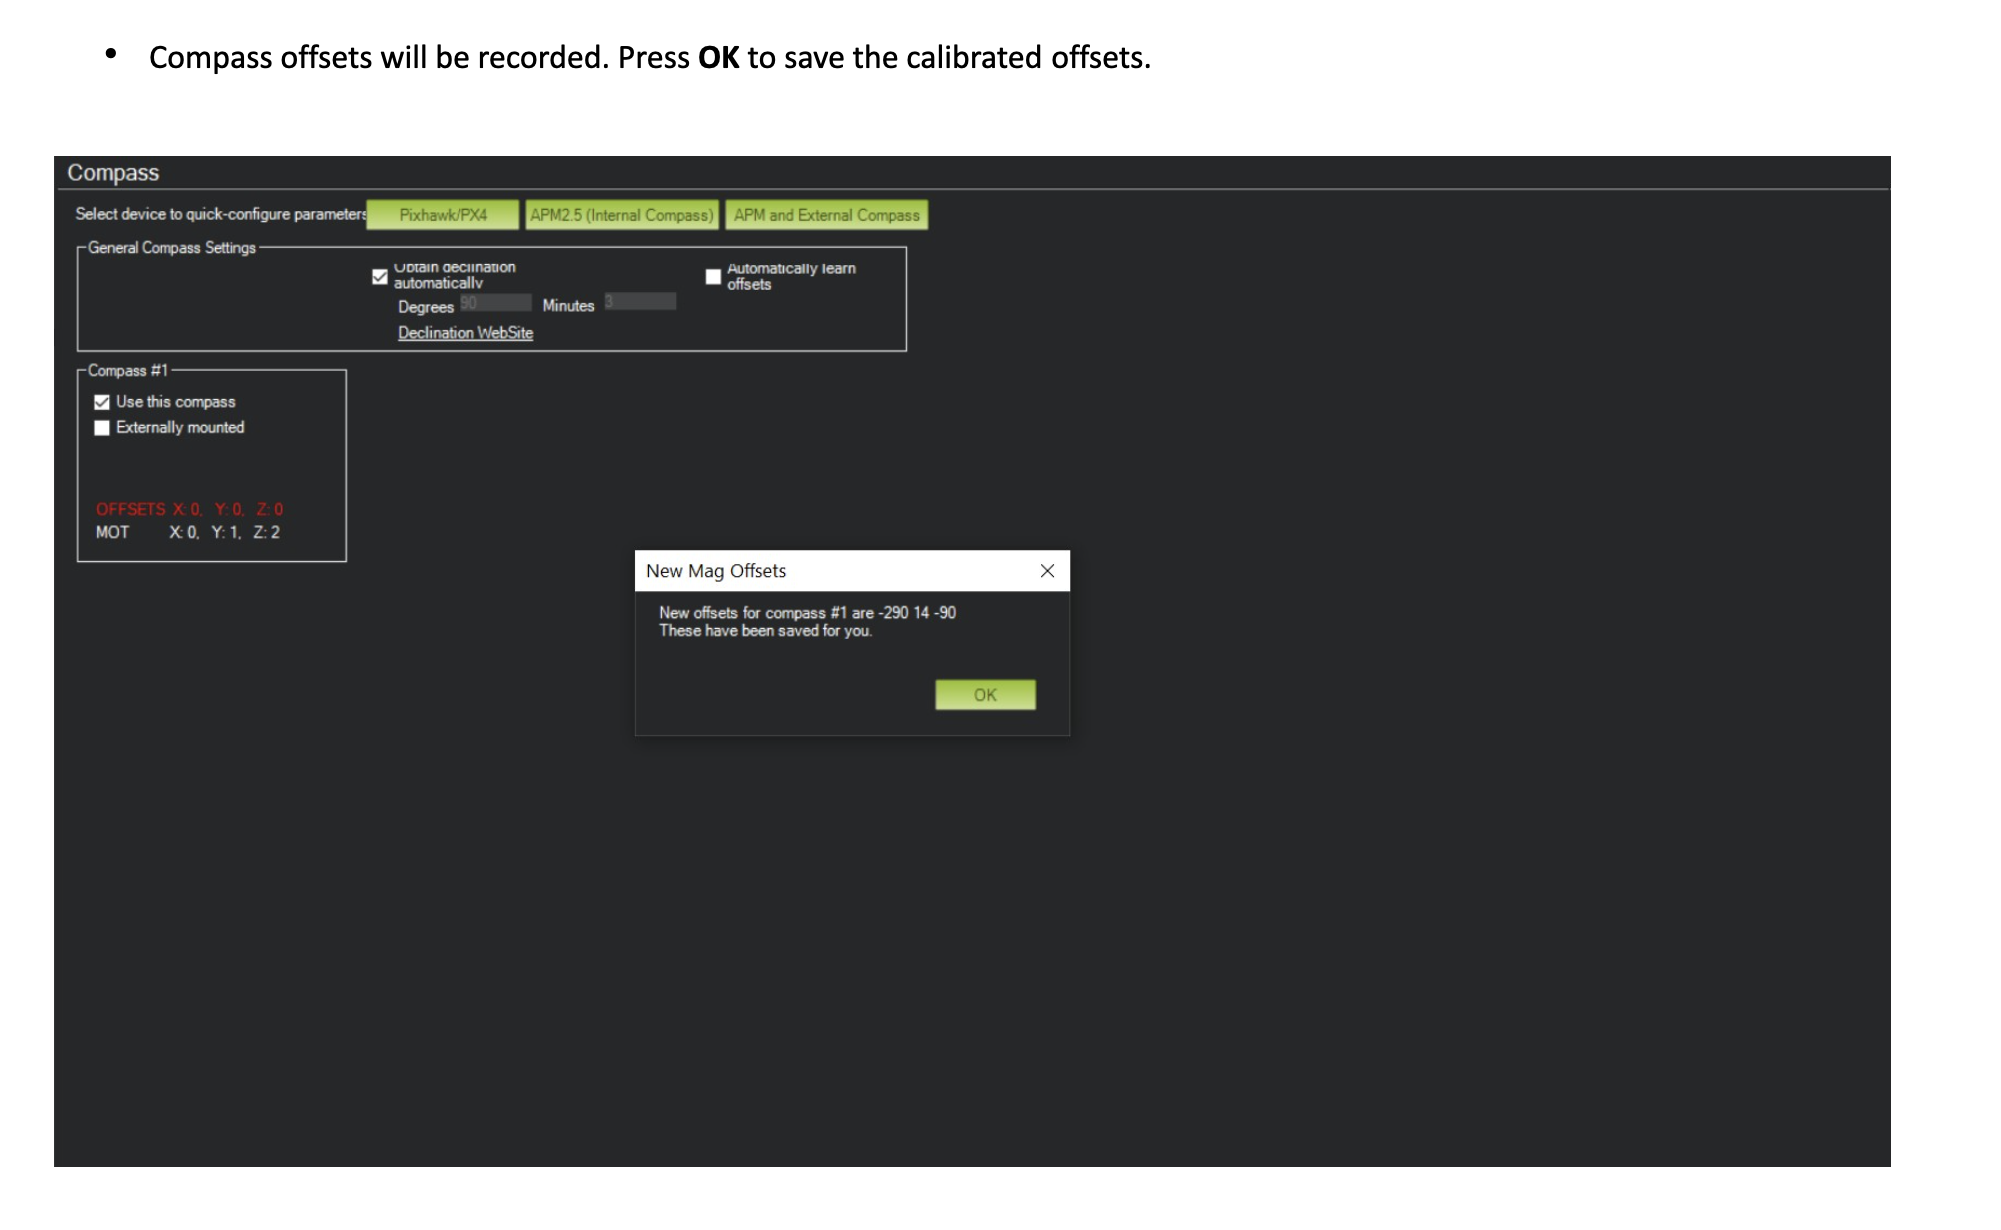 • Compass offsets will be recorded. Press OK to save the calibrated offsets.
Compass
Select device to quick-configure parameters Pixhawk/PX4 APM2.5 (Internal Compass) APM and External Compass
General Compass Settings
Obtain declination
automatically
Automatically learn
offsets
Degrees 90 Minutes 3
Declination WebSite
Compass #1
Use this compass
Externally mounted
OFFSETS X: 0, Y: 0, Z: 0
MOT X: 0, Y: 1, Z: 2
New Mag Offsets
New offsets for compass #1 are -290 14 -90
These have been saved for you.
OK